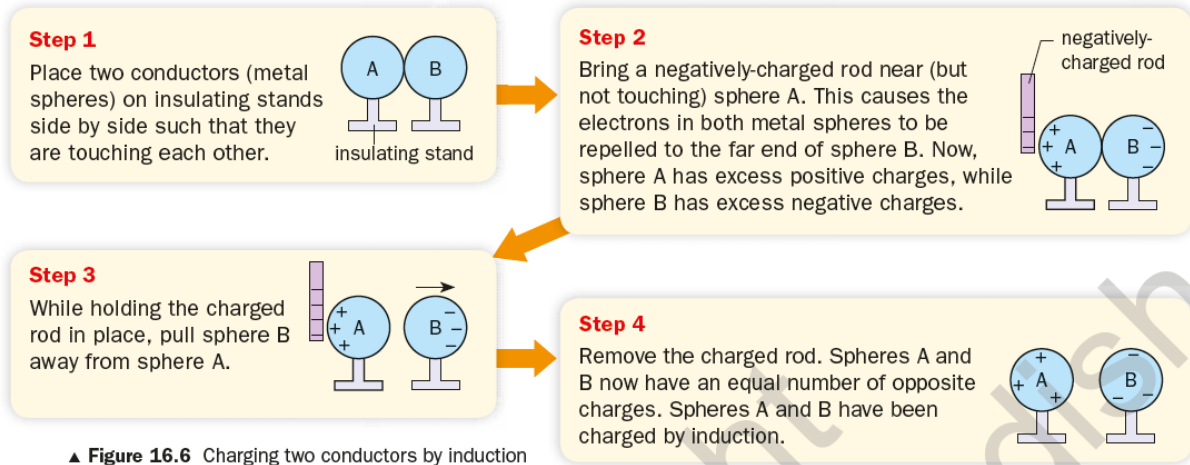 Step 1
Place two conductors (metal
spheres) on insulating stands
side by side such that they
are touching each other.
A B
insulating stand
Step 2
Bring a negatively-charged rod near (but
not touching) sphere A. This causes the
electrons in both metal spheres to be
repelled to the far end of sphere B. Now,
sphere A has excess positive charges, while
sphere B has excess negative charges.
negatively-
charged rod
+ −
+ A B −
+ −
Step 3
While holding the charged
rod in place, pull sphere B
away from sphere A.
+ −
+ A B −
+ −
Step 4
Remove the charged rod. Spheres A and
B now have an equal number of opposite
charges. Spheres A and B have been
charged by induction.
+ −
+ A + B
− −
▲ Figure 16.6 Charging two conductors by induction